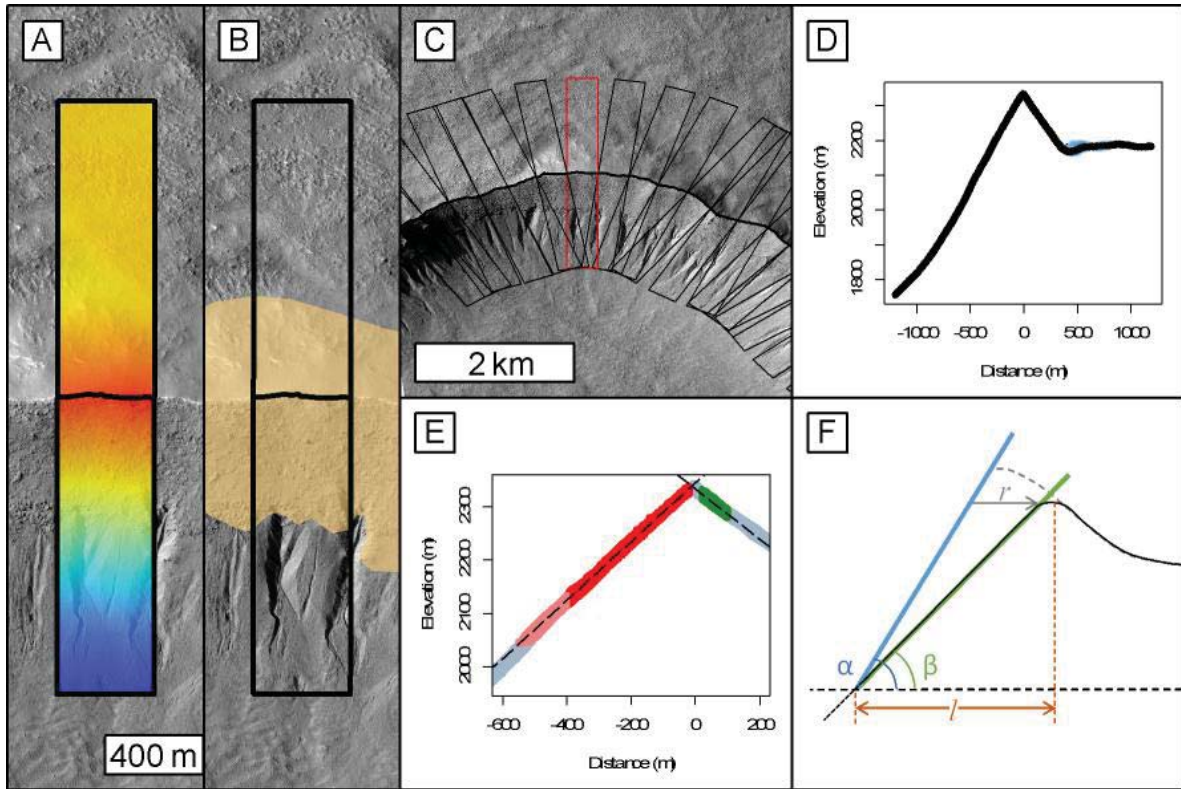 A
B
C
D
400 m
2 km
Elevation (m)
2200
2000
1800
-1000
-500
0
500
1000
Distance (m)
E
Elevation (m)
2300
2200
2100
2000
-600
-400
-200
0
200
Distance (m)
F
r
α
β
l